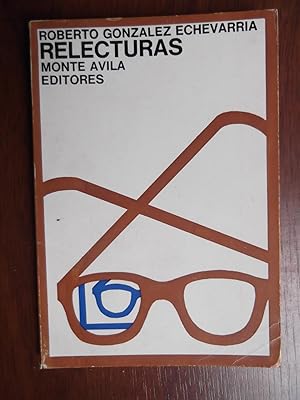 ROBERTO GONZALEZ ECHEVARRIA
RELECTURAS
MONTE AVILA
EDITORES